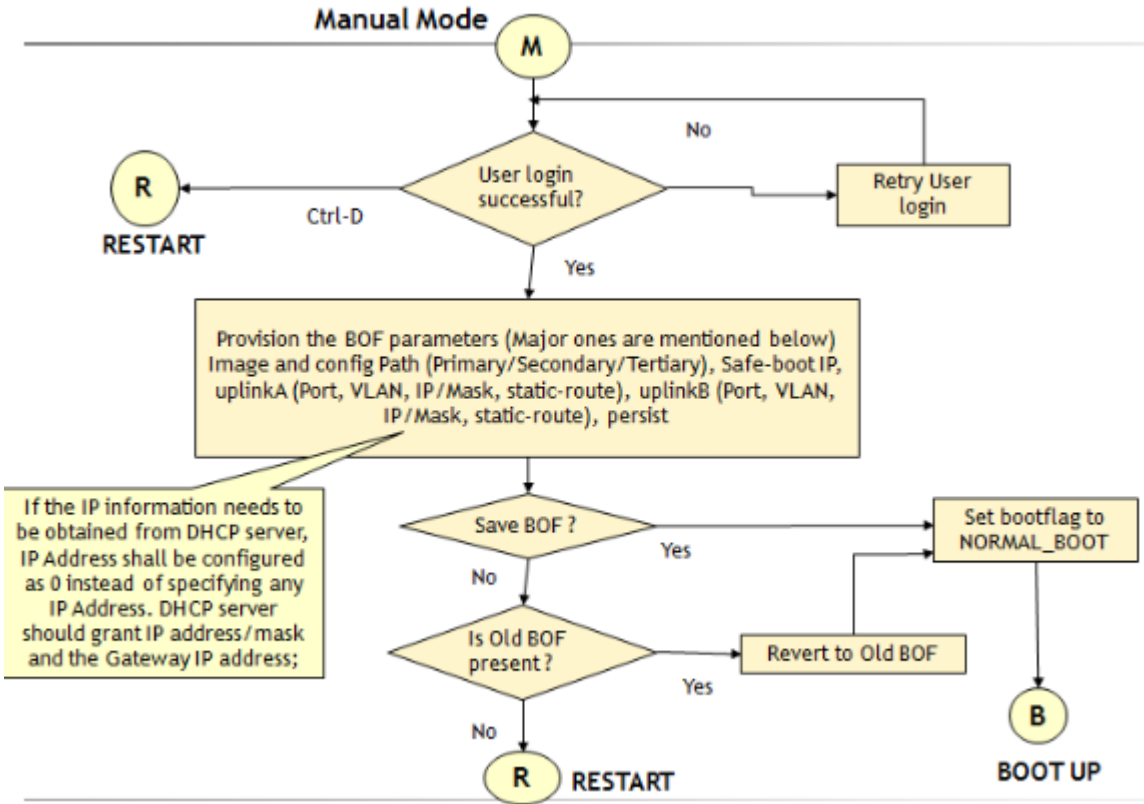 Manual Mode
M
No
User login
successful?
Retry User
login
R
Ctrl-D
RESTART
Yes
Provision the BOF parameters (Major ones are mentioned below)
Image and config Path (Primary/Secondary/Tertiary), Safe-boot IP,
uplinkA (Port, VLAN, IP/Mask, static-route), uplinkB (Port, VLAN,
IP/Mask, static-route), persist
If the IP information needs to
be obtained from DHCP server,
IP Address shall be configured
as 0 instead of specifying any
IP Address. DHCP server
should grant IP address/mask
and the Gateway IP address;
Save BOF ?
Yes
Set bootflag to
NORMAL_BOOT
No
Is Old BOF
present ?
Yes
Revert to Old BOF
No
R
RESTART
B
BOOT UP